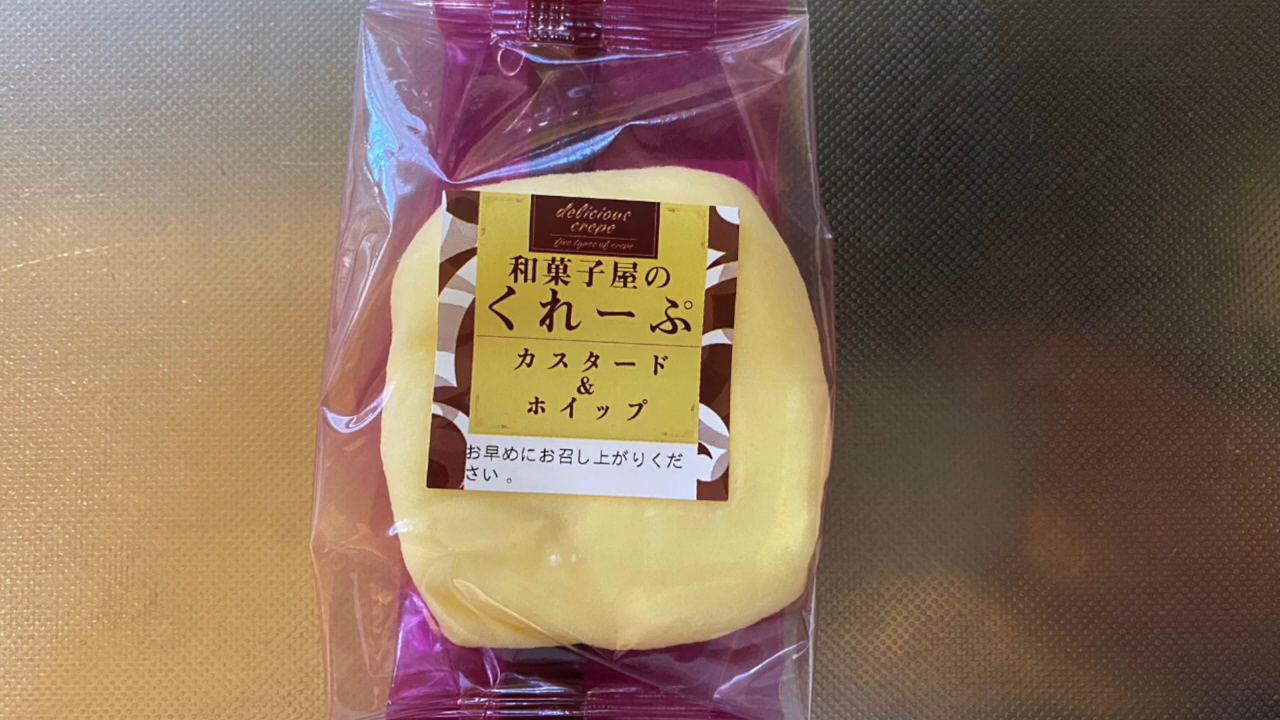 delicious
crepe
five types of crepe
和菓子屋の
くれーぷ
カスタード
&
ホイップ
お早めにお召し上がりくだ
さい。